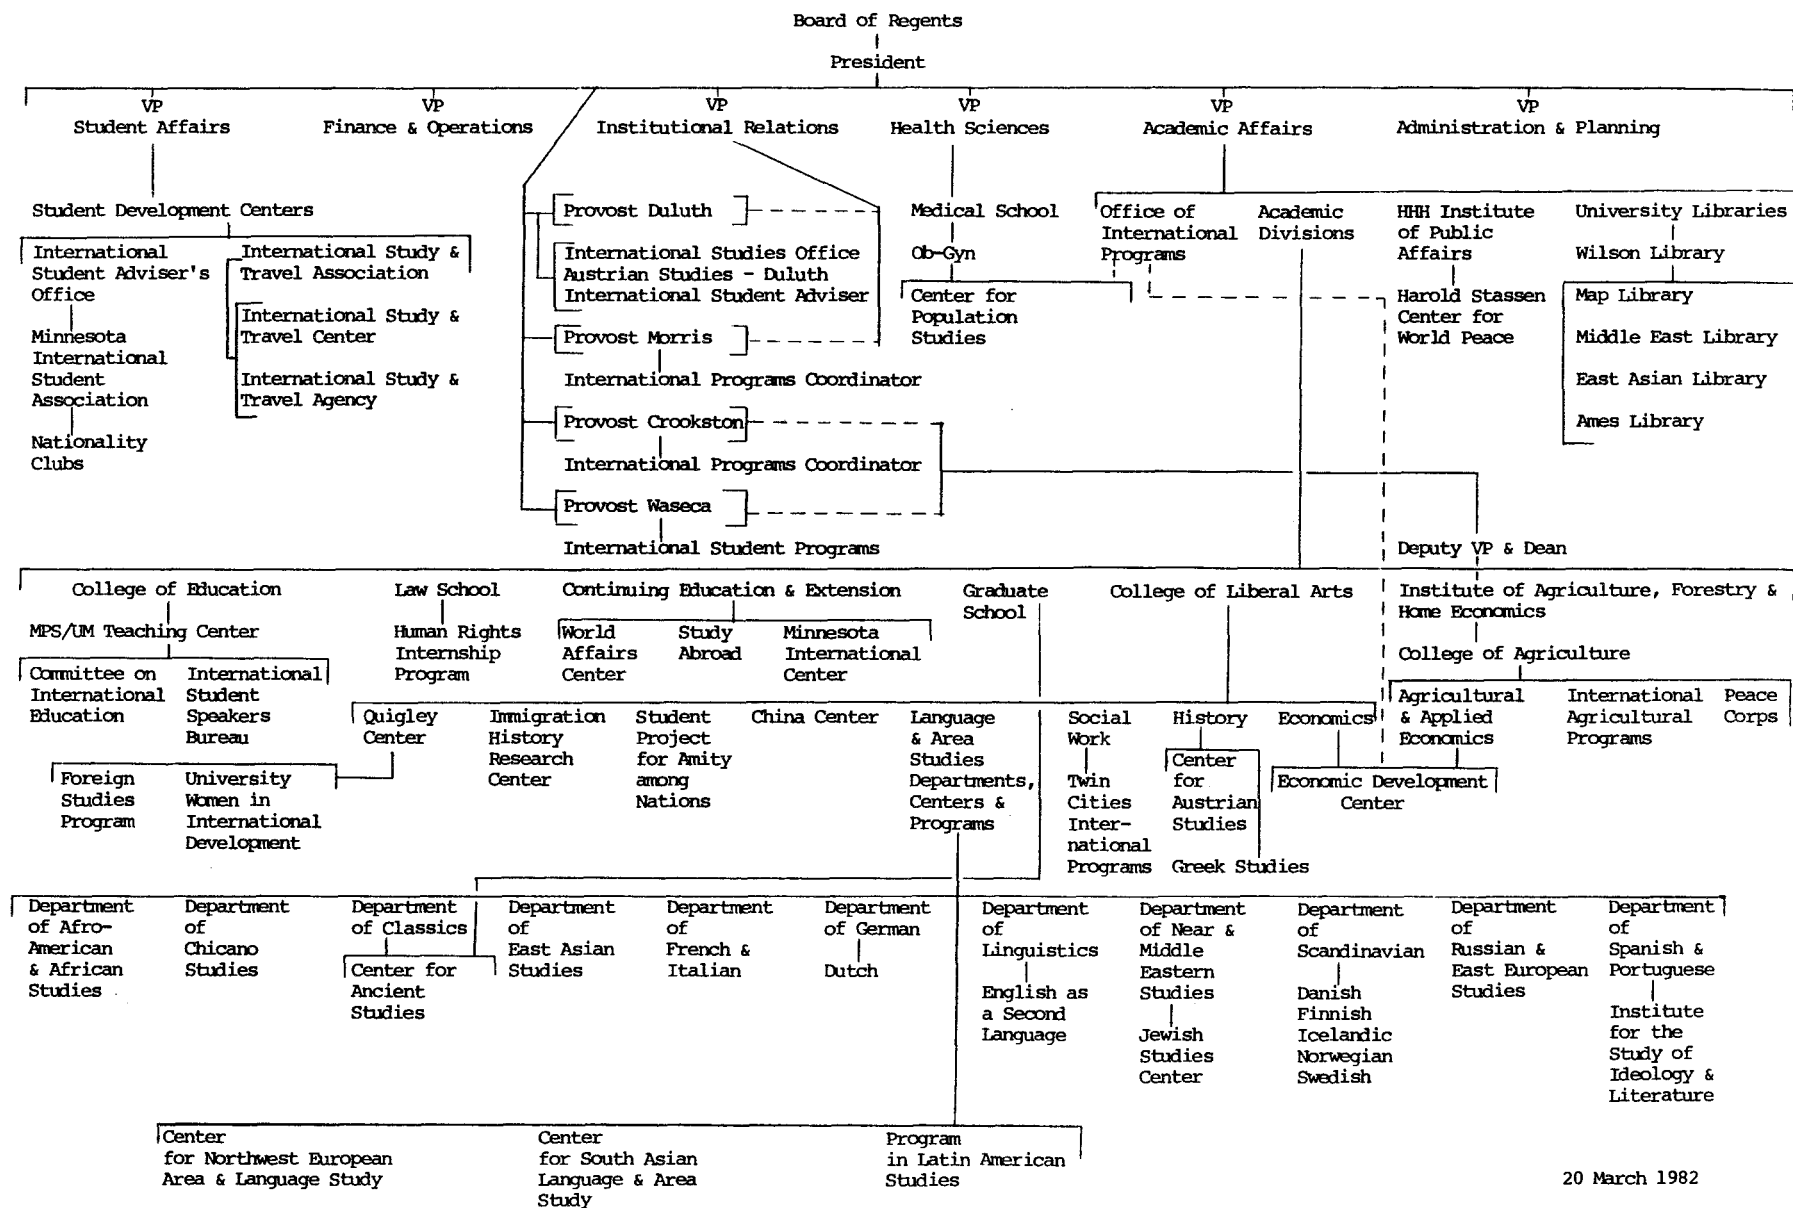 Board of Regents
President
VP
Student Affairs
VP
Finance & Operations
VP
Institutional Relations
VP
Health Sciences
VP
Academic Affairs
VP
Administration & Planning
Student Development Centers
International
Student Adviser's
Office
Minnesota
International
Student
Association
Nationality
Clubs
International Study &
Travel Association
International Study &
Travel Center
International Study &
Travel Agency
Provost Duluth
International Studies Office
Austrian Studies - Duluth
International Student Adviser
Provost Morris
International Programs Coordinator
Provost Crookston
International Programs Coordinator
Provost Waseca
International Student Programs
Medical School
Ob-Gyn
Center for
Population
Studies
Office of
International
Programs
Academic
Divisions
HHH Institute
of Public
Affairs
Harold Stassen
Center for
World Peace
University Libraries
Wilson Library
Map Library
Middle East Library
East Asian Library
Ames Library
Deputy VP & Dean
College of Education
MPS/UM Teaching Center
Committee on
International
Education
International
Student
Speakers
Bureau
Law School
Human Rights
Internship
Program
Continuing Education & Extension
World
Affairs
Center
Study
Abroad
Minnesota
International
Center
Graduate
School
College of Liberal Arts
Institute of Agriculture, Forestry &
Home Economics
College of Agriculture
Agricultural
& Applied
Economics
International
Agricultural
Programs
Peace
Corps
Quigley
Center
Foreign
Studies
Program
University
Women in
International
Development
Immigration
History
Research
Center
Student
Project
for Amity
among
Nations
China Center
Language
& Area
Studies
Departments,
Centers &
Programs
Social
Work
Twin
Cities
Inter-
national
Programs
History
Center
for
Austrian
Studies
Greek Studies
Economics
Economic Development
Center
Department
of Afro-
American
& African
Studies
Department
of
Chicano
Studies
Department
of Classics
Center for
Ancient
Studies
Department
of
East Asian
Studies
Department
of
French &
Italian
Department
of German
Dutch
Department
of
Linguistics
English as
a Second
Language
Department
of Near &
Middle
Eastern
Studies
Jewish
Studies
Center
Department
of
Scandinavian
Danish
Finnish
Icelandic
Norwegian
Swedish
Department
of
Russian &
East European
Studies
Department
of
Spanish &
Portuguese
Institute
for the
Study of
Ideology &
Literature
Center
for Northwest European
Area & Language Study
Center
for South Asian
Language & Area
Study
Program
in Latin American
Studies
20 March 1982